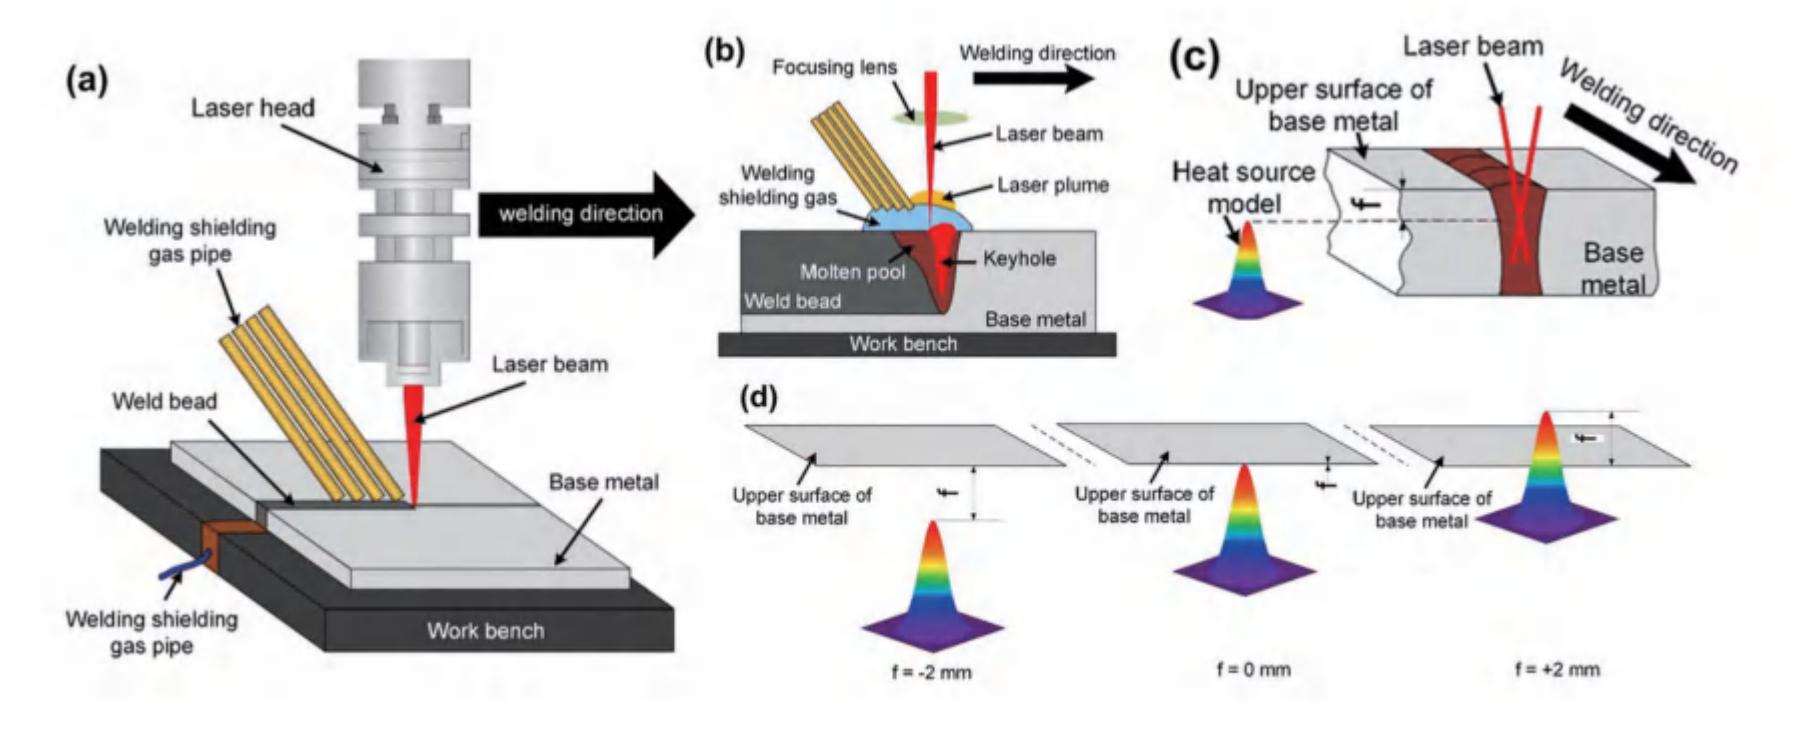 (a)
Laser head
welding direction
Welding shielding
gas pipe
Laser beam
Weld bead
Base metal
Welding shielding
gas pipe
Work bench
(b)
Focusing lens
Welding direction
Laser beam
Welding
shielding gas
Laser plume
Molten pool
Keyhole
Weld bead
Base metal
Work bench
(c)
Laser beam
Welding direction
Upper surface of
base metal
Heat source
model
f
Base
metal
(d)
f
Upper surface of
base metal
f = -2 mm
f
Upper surface of
base metal
f = 0 mm
f
Upper surface of
base metal
f = +2 mm